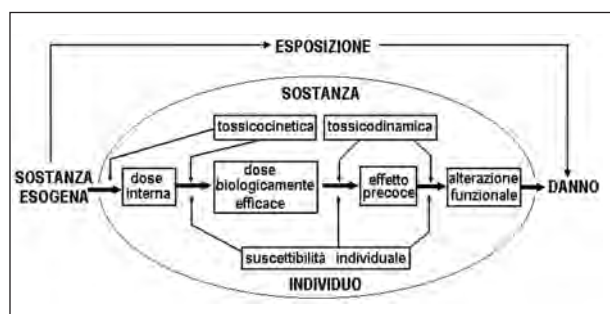 ESPOSIZIONE
SOSTANZA
tossicocinetica
tossicodinamica
SOSTANZA
ESOGENA
dose
interna
dose
biologicamente
efficace
effetto
precoce
alterazione
funzionale
DANNO
suscettibilità individuale
INDIVIDUO